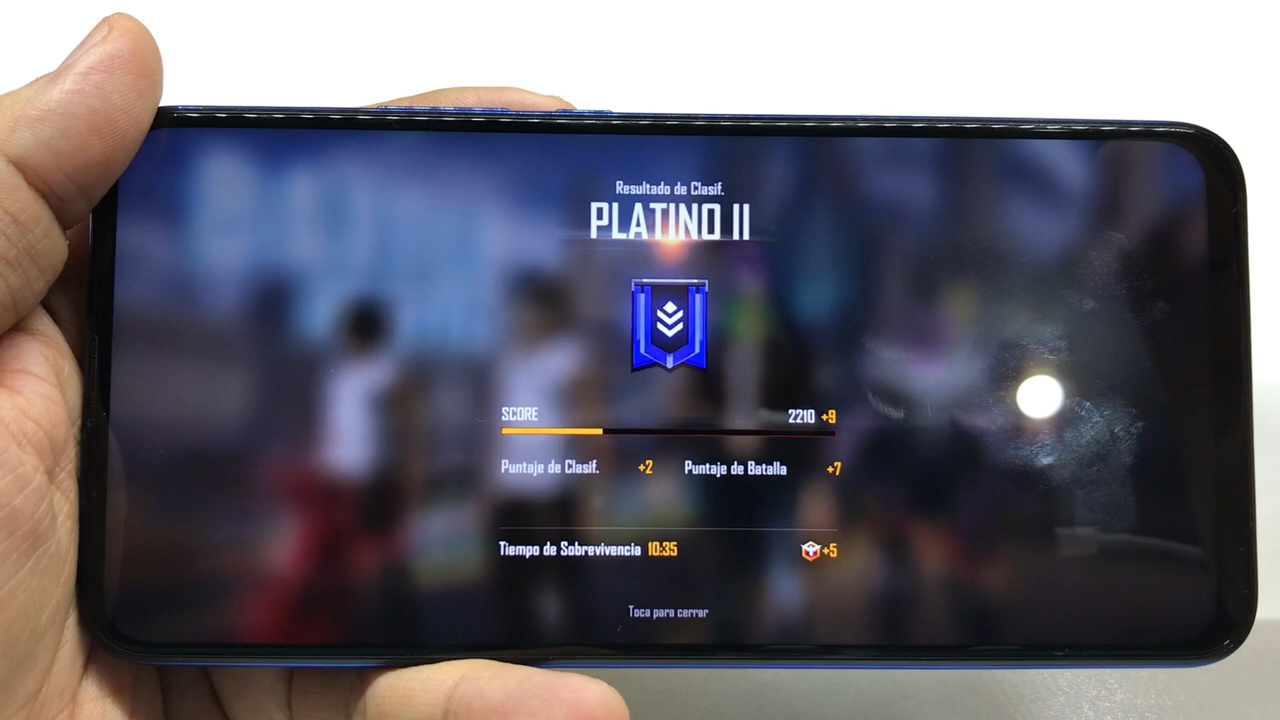 Resultado de Clasif.
PLATINO II
SCORE 2210 +9
Puntaje de Clasif. +2 Puntaje de Batalla +7
Tiempo de Sobrevivencia 10:35 +5
Toca para cerrar